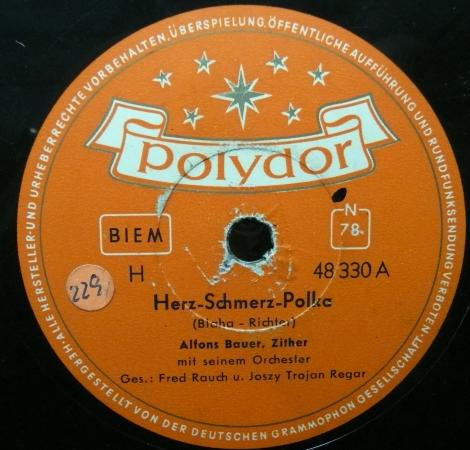 ALLE HERSTELLER-UND URHEBERRECHTE VORBEHALTEN. ÜBERSPIELUNG, ÖFFENTLICHE AUFFÜHRUNG UND RUNDFUNKSENDUNG VERBOTEN.
polydor
BIEM
N
78
H
48 330 A
229
Herz-Schmerz-Polka
(Blaha - Richter)
Alfons Bauer, Zither
mit seinem Orchester
Ges.: Fred Rauch u. Joszy Trojan Regar
HERGESTELLT VON DER DEUTSCHEN GRAMMOPHON GESELLSCHAFT